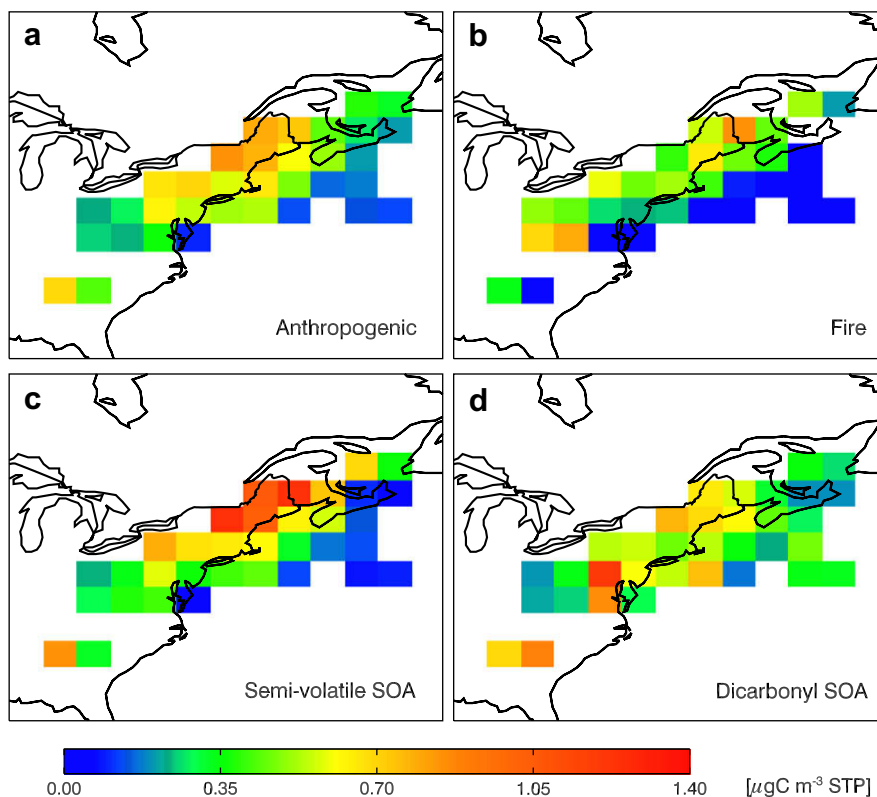 a
b
Anthropogenic
Fire
c
d
Semi-volatile SOA
Dicarbonyl SOA
0.00 0.35 0.70 1.05 1.40 [µgC m⁻³ STP]